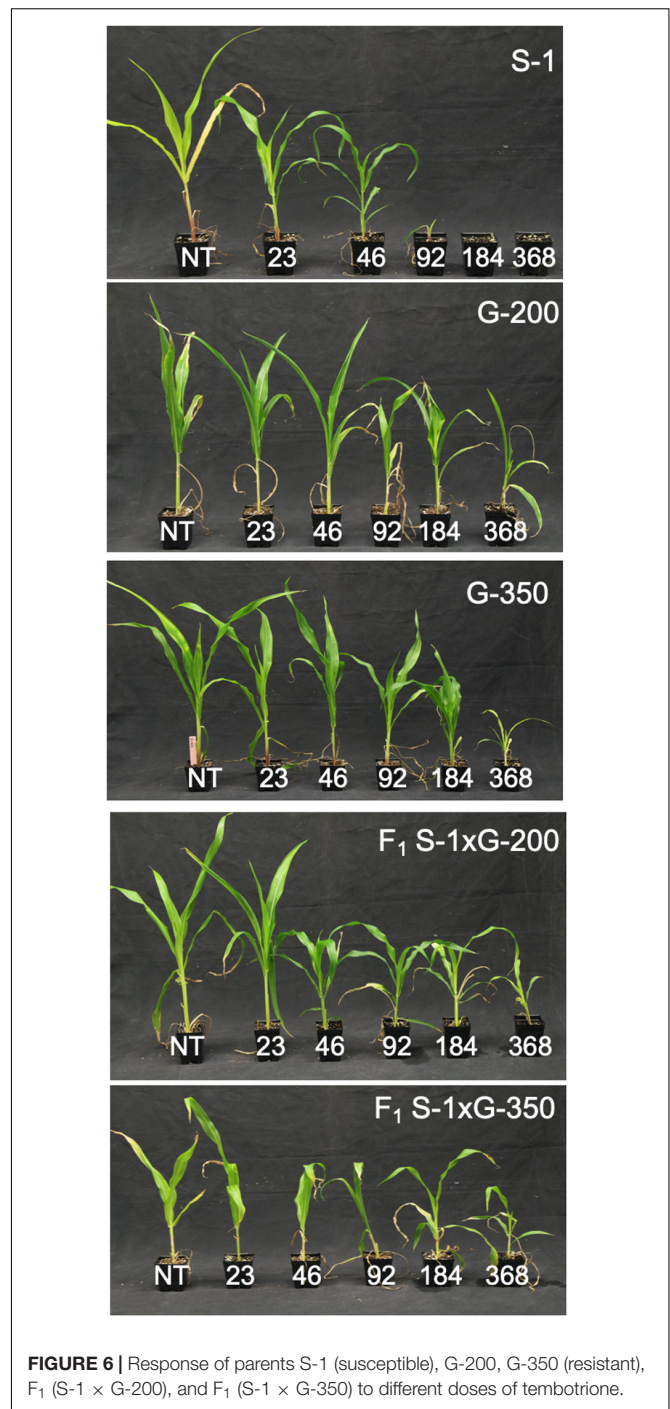 S-1
NT 23 46 92 184 368
G-200
NT 23 46 92 184 368
G-350
NT 23 46 92 184 368
F₁ S-1xG-200
NT 23 46 92 184 368
F₁ S-1xG-350
NT 23 46 92 184 368
FIGURE 6 | Response of parents S-1 (susceptible), G-200, G-350 (resistant),
F₁ (S-1 × G-200), and F₁ (S-1 × G-350) to different doses of tembotrione.